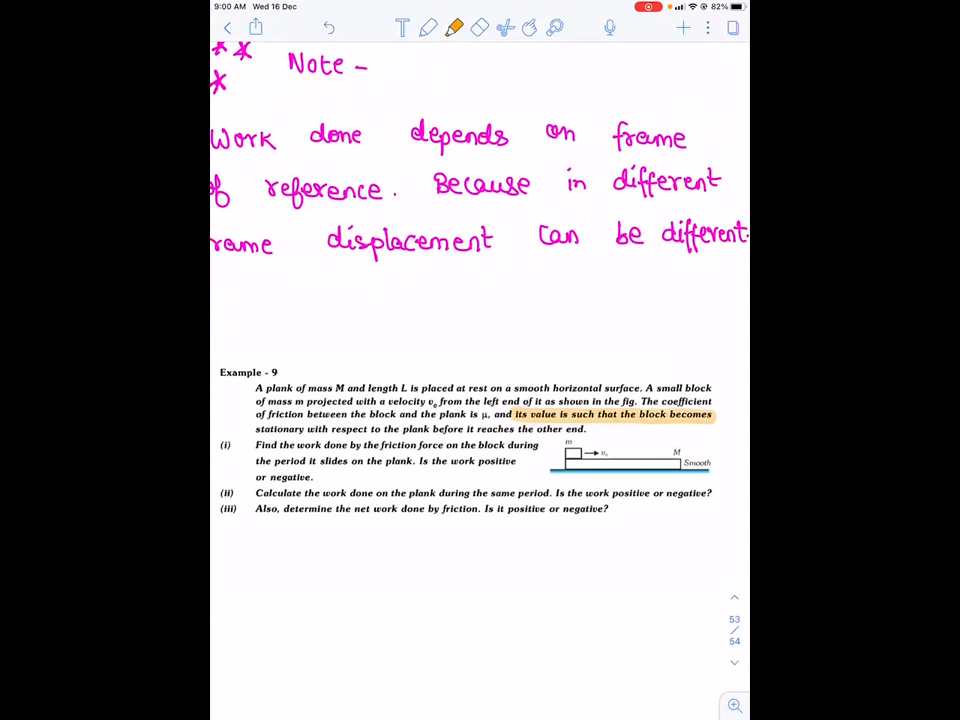 9:00 AM Wed 16 Dec 82%
** Note -
*
Work done depends on frame
of reference. Because in different
rame displacement can be different.
Example - 9
A plank of mass M and length L is placed at rest on a smooth horizontal surface. A small block
of mass m projected with a velocity v₀ from the left end of it as shown in the fig. The coefficient
of friction between the block and the plank is μ, and its value is such that the block becomes
stationary with respect to the plank before it reaches the other end.
(i) Find the work done by the friction force on the block during
the period it slides on the plank. Is the work positive
or negative.
m
v₀ M
Smooth
(ii) Calculate the work done on the plank during the same period. Is the work positive or negative?
(iii) Also, determine the net work done by friction. Is it positive or negative?
53
/
54